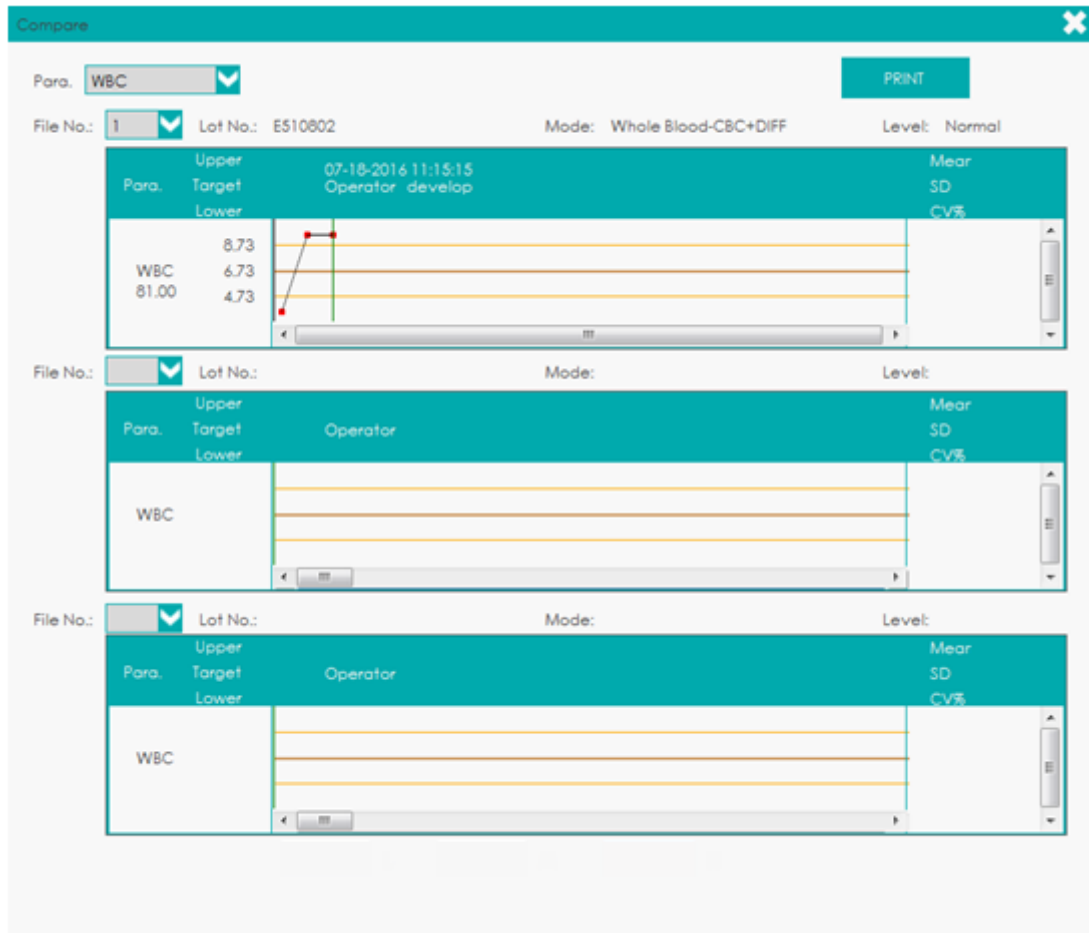 Compare
Para. WBC PRINT
File No.: 1 Lot No.: E510802 Mode: Whole Blood-CBC+DIFF Level: Normal
Upper Mear
07-18-2016 11:15:15
Para. Target Operator develop SD
Lower CV%
8.73
WBC 6.73
81.00 4.73
File No.: Lot No.: Mode: Level:
Upper Mear
Para. Target Operator SD
Lower CV%
WBC
File No.: Lot No.: Mode: Level:
Upper Mear
Para. Target Operator SD
Lower CV%
WBC